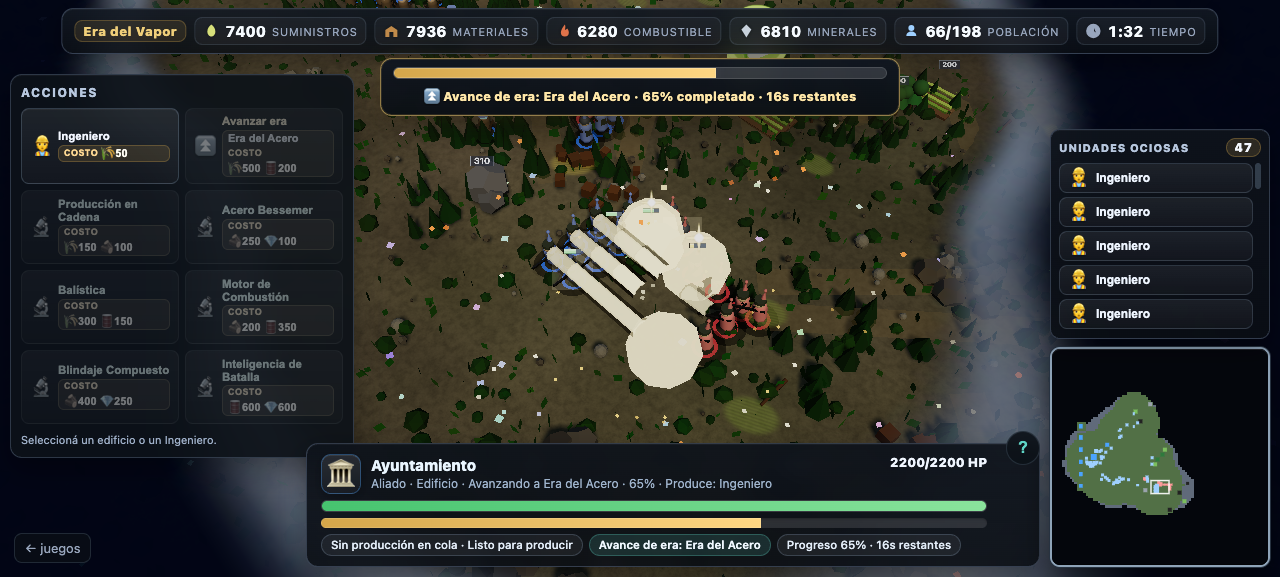 Era del Vapor
7400 SUMINISTROS
7936 MATERIALES
6280 COMBUSTIBLE
6810 MINERALES
66/198 POBLACIÓN
1:32 TIEMPO
Avance de era: Era del Acero · 65% completado · 16s restantes
200
310
ACCIONES
Ingeniero
COSTO 50
Avanzar era
Era del Acero
COSTO
500 200
Producción en
Cadena
COSTO
150 100
Acero Bessemer
COSTO
250 100
Balística
COSTO
300 150
Motor de
Combustión
COSTO
200 350
Blindaje Compuesto
COSTO
400 250
Inteligencia de
Batalla
COSTO
600 600
Seleccioná un edificio o un Ingeniero.
UNIDADES OCIOSAS 47
Ingeniero
Ingeniero
Ingeniero
Ingeniero
Ingeniero
?
Ayuntamiento
2200/2200 HP
Aliado · Edificio · Avanzando a Era del Acero · 65% · Produce: Ingeniero
Sin producción en cola · Listo para producir
Avance de era: Era del Acero
Progreso 65% · 16s restantes
← juegos